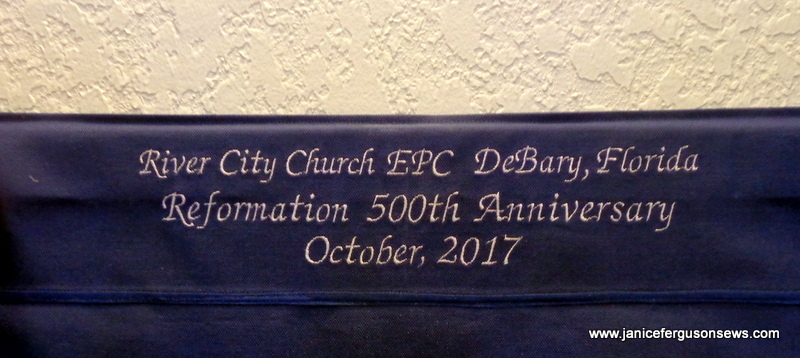 River City Church EPC DeBary, Florida
Reformation 500th Anniversary
October, 2017
www.janicefergusonsews.com